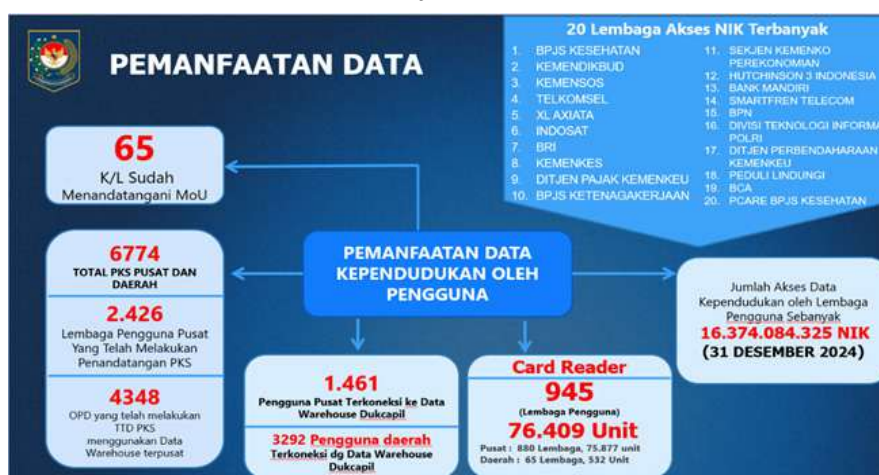 PEMANFAATAN DATA
20 Lembaga Akses NIK Terbanyak
1. BPJS KESEHATAN
2. KEMENDIKBUD
3. KEMENSOS
4. TELKOMSEL
5. XL AXIATA
6. INDOSAT
7. BRI
8. KEMENKES
9. DITJEN PAJAK KEMENKEU
10. BPJS KETENAGAKERJAAN
11. SEKJEN KEMENKO
PEREKONOMIAN
12. HUTCHINSON 3 INDONESIA
13. BANK MANDIRI
14. SMARTFREN TELECOM
15. BPN
16. DIVISI TEKNOLOGI INFORMA
POLRI
17. DITJEN PERBENDAHARAAN
KEMENKEU
18. PEDULI LINDUNGI
19. BCA
20. PCARE BPJS KESEHATAN
65
K/L Sudah
Menandatangani MoU
6774
TOTAL PKS PUSAT DAN
DAERAH
2.426
Lembaga Pengguna Pusat
Yang Telah Melakukan
Penandatangan PKS
4348
OPD yang telah melakukan
TTD PKS
menggunakan Data
Warehouse terpusat
PEMANFAATAN DATA
KEPENDUDUKAN OLEH
PENGGUNA
1.461
Pengguna Pusat Terkoneksi ke Data
Warehouse Dukcapil
3292 Pengguna daerah
Terkoneksi dg Data Warehouse
Dukcapil
Card Reader
945
(Lembaga Pengguna)
76.409 Unit
Pusat : 880 Lembaga, 75.877 unit
Daerah : 65 Lembaga, 532 Unit
Jumlah Akses Data
Kependudukan oleh Lembaga
Pengguna Sebanyak
16.374.084.325 NIK
(31 DESEMBER 2024)